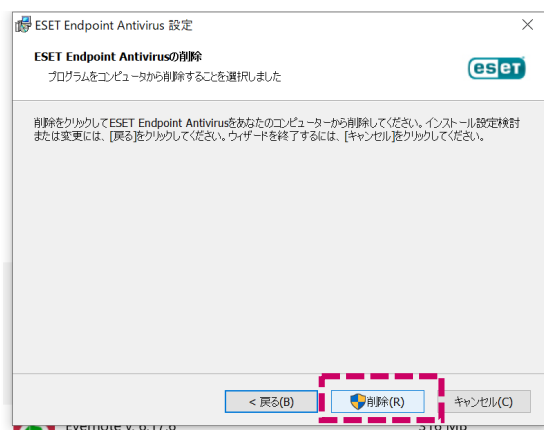 ESET Endpoint Antivirus 設定
ESET Endpoint Antivirusの削除
プログラムをコンピュータから削除することを選択しました
eset
削除をクリックしてESET Endpoint Antivirusをあなたのコンピューターから削除してください。インストール設定検討
または変更には、[戻る]をクリックしてください。ウィザードを終了するには、[キャンセル]をクリックしてください。
< 戻る(B)
削除(R)
キャンセル(C)
Evernote v. 6.17.6
316 MB